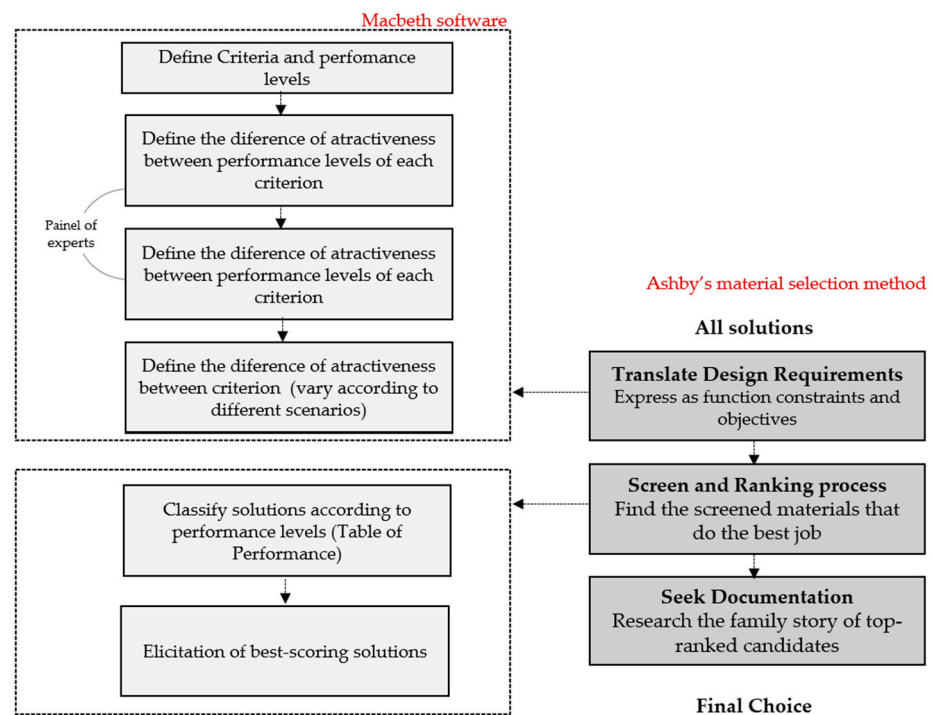 Macbeth software
Define Criteria and perfomance
levels
Define the diference of atractiveness
between performance levels of each
criterion
Painel of
experts
Define the diference of atractiveness
between performance levels of each
criterion
Define the diference of atractiveness
between criterion (vary according to
different scenarios)
Classify solutions according to
performance levels (Table of
Performance)
Elicitation of best-scoring solutions
Ashby's material selection method
All solutions
Translate Design Requirements
Express as function constraints and
objectives
Screen and Ranking process
Find the screened materials that
do the best job
Seek Documentation
Research the family story of top-
ranked candidates
Final Choice